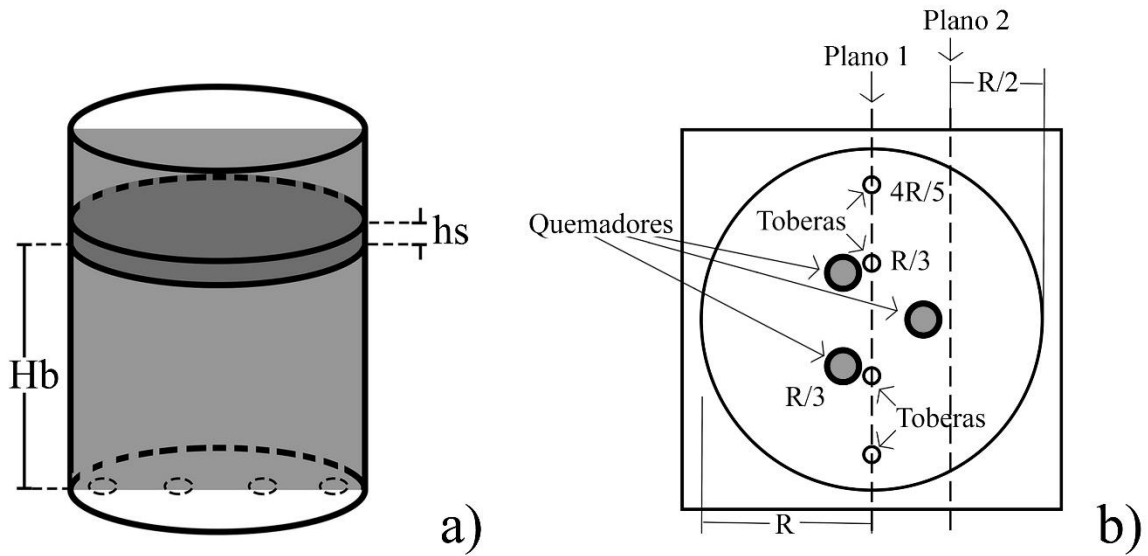 hs
Hb
a)
Plano 2
Plano 1
R/2
Quemadores
Toberas
4R/5
R/3
R/3
Toberas
R
b)